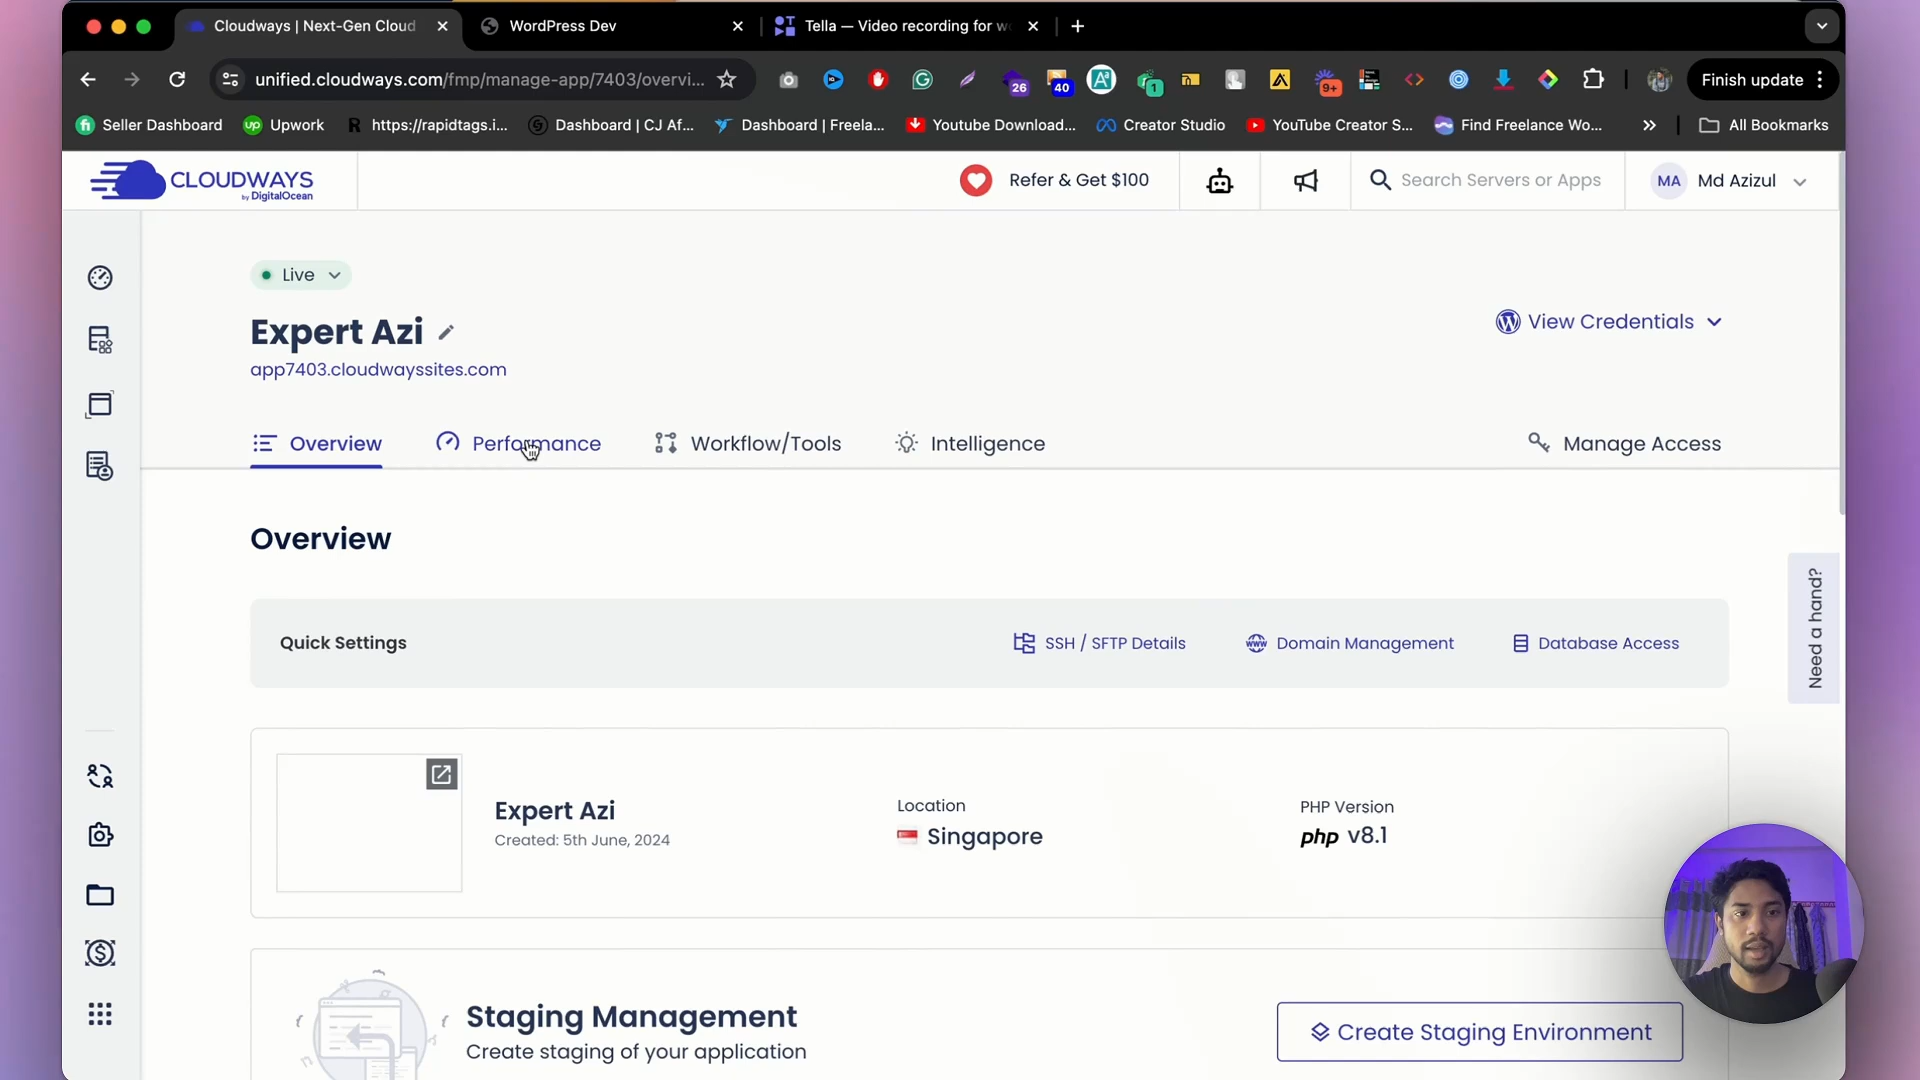 Cloudways | Next-Gen Cloud
WordPress Dev
Tella — Video recording for w
unified.cloudways.com/fmp/manage-app/7403/overvi...
26
40
1
9+
Finish update
Seller Dashboard
Upwork
https://rapidtags.i...
Dashboard | CJ Af...
Dashboard | Freela...
Youtube Download...
Creator Studio
YouTube Creator S...
Find Freelance Wo...
All Bookmarks
CLOUDWAYS
by DigitalOcean
Refer & Get $100
Search Servers or Apps
MA
Md Azizul
Live
Expert Azi
View Credentials
app7403.cloudwayssites.com
Overview
Performance
Workflow/Tools
Intelligence
Manage Access
Overview
Need a hand?
Quick Settings
SSH / SFTP Details
Domain Management
Database Access
Expert Azi
Created: 5th June, 2024
Location
Singapore
PHP Version
php v8.1
Staging Management
Create staging of your application
Create Staging Environment